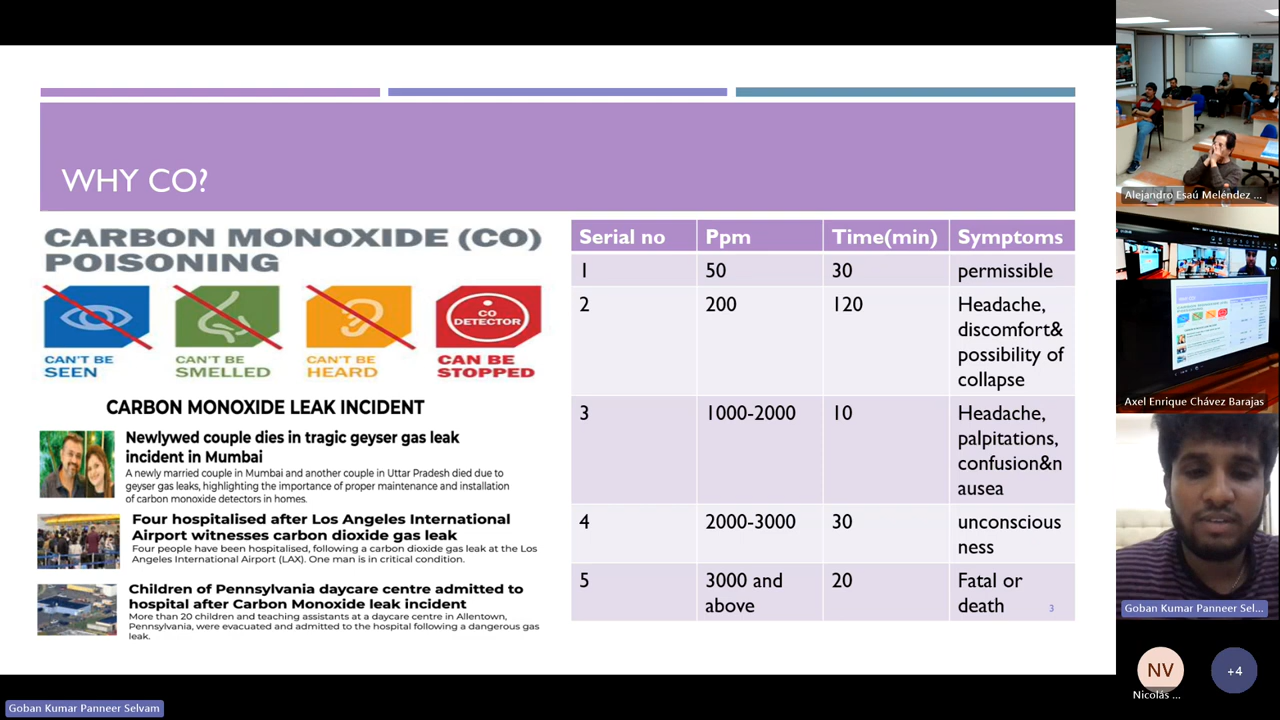 WHY CO?
CARBON MONOXIDE (CO)
POISONING
CAN'T BE
SEEN
CAN'T BE
SMELLED
CAN'T BE
HEARD
CO
DETECTOR
CAN BE
STOPPED
CARBON MONOXIDE LEAK INCIDENT
Newlywed couple dies in tragic geyser gas leak
incident in Mumbai
A newly married couple in Mumbai and another couple in Uttar Pradesh died due to
geyser gas leaks, highlighting the importance of proper maintenance and installation
of carbon monoxide detectors in homes.
Four hospitalised after Los Angeles International
Airport witnesses carbon dioxide gas leak
Four people have been hospitalised, following a carbon dioxide gas leak at the Los
Angeles International Airport (LAX). One man is in critical condition.
Children of Pennsylvania daycare centre admitted to
hospital after Carbon Monoxide leak incident
More than 20 children and teaching assistants at a daycare centre in Allentown,
Pennsylvania, were evacuated and admitted to the hospital following a dangerous gas
leak.
Serial no Ppm Time(min) Symptoms
1 50 30 permissible
2 200 120 Headache,
discomfort&
possibility of
collapse
3 1000-2000 10 Headache,
palpitations,
confusion&n
ausea
4 2000-3000 30 unconscious
ness
5 3000 and 20 Fatal or
above death
3
Alejandro Esaú Meléndez ...
Axel Enrique Chávez Barajas
Goban Kumar Panneer Sel...
NV +4
Nicolás ...
Goban Kumar Panneer Selvam